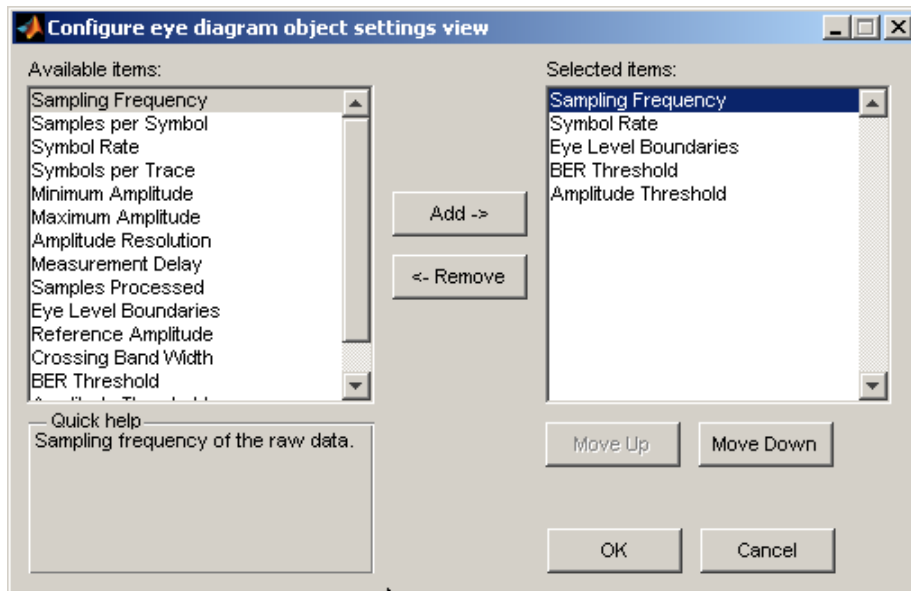 Configure eye diagram object settings view
Available items:
Sampling Frequency
Samples per Symbol
Symbol Rate
Symbols per Trace
Minimum Amplitude
Maximum Amplitude
Amplitude Resolution
Measurement Delay
Samples Processed
Eye Level Boundaries
Reference Amplitude
Crossing Band Width
BER Threshold
Add ->
<- Remove
Selected items:
Sampling Frequency
Symbol Rate
Eye Level Boundaries
BER Threshold
Amplitude Threshold
Quick help
Sampling frequency of the raw data.
Move Up
Move Down
OK
Cancel